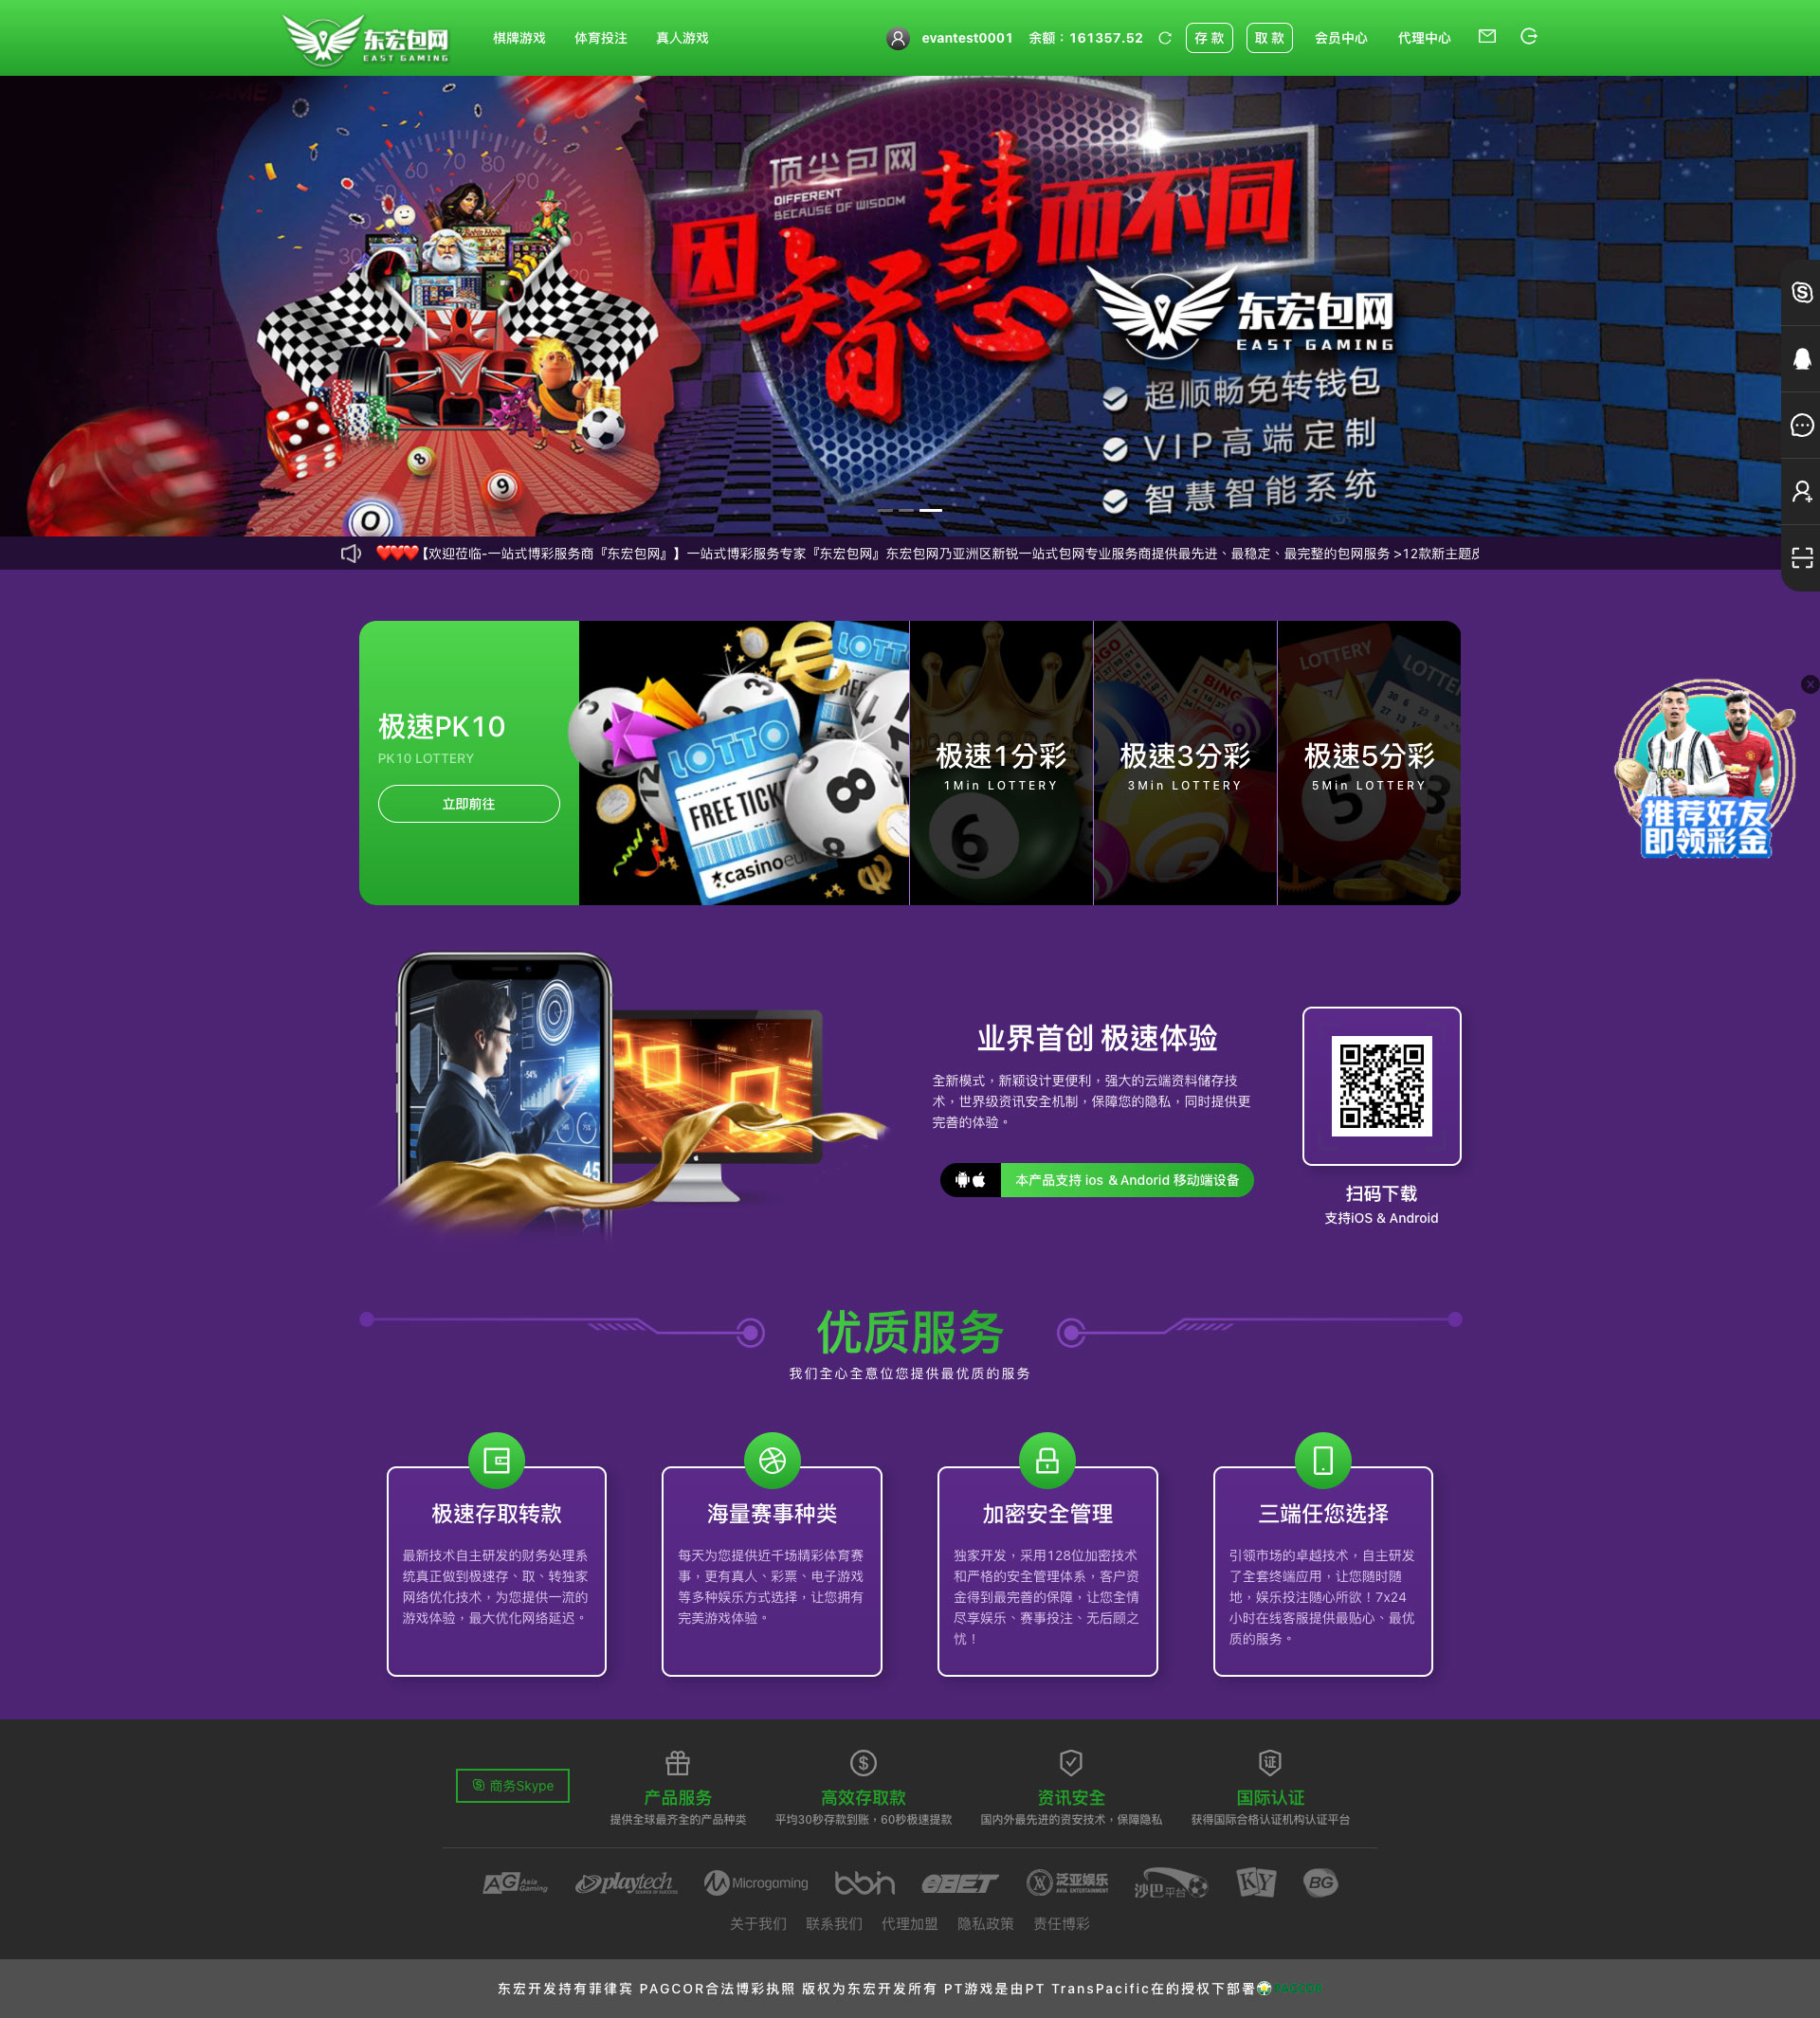 东宏包网
EAST GAMING
棋牌游戏 体育投注 真人游戏
evantest0001 余额：161357.52 存 款 取 款 会员中心 代理中心
顶尖包网
DIFFERENT
BECAUSE OF WISDOM
因智慧而不同
东宏包网
EAST GAMING
超顺畅免转钱包
VIP高端定制
智慧智能系统
【欢迎莅临-一站式博彩服务商『东宏包网』】一站式博彩服务专家『东宏包网』东宏包网乃亚洲区新锐一站式包网专业服务商提供最先进、最稳定、最完整的包网服务 >12款新主题皮
极速PK10
PK10 LOTTERY
立即前往
LOTTO
FREE TICKE
casinoeuro
极速1分彩
1Min LOTTERY
极速3分彩
3Min LOTTERY
极速5分彩
5Min LOTTERY
Jeep
推荐好友
即领彩金
业界首创 极速体验
全新模式，新颖设计更便利，强大的云端资料储存技
术，世界级资讯安全机制，保障您的隐私，同时提供更
完善的体验。
本产品支持 ios & Andorid 移动端设备
扫码下载
支持iOS & Android
优质服务
我们全心全意位您提供最优质的服务
极速存取转款
最新技术自主研发的财务处理系
统真正做到极速存、取、转独家
网络优化技术，为您提供一流的
游戏体验，最大优化网络延迟。
海量赛事种类
每天为您提供近千场精彩体育赛
事，更有真人、彩票、电子游戏
等多种娱乐方式选择，让您拥有
完美游戏体验。
加密安全管理
独家开发，采用128位加密技术
和严格的安全管理体系，客户资
金得到最完善的保障，让您全情
尽享娱乐、赛事投注、无后顾之
忧！
三端任您选择
引领市场的卓越技术，自主研发
了全套终端应用，让您随时随
地，娱乐投注随心所欲！7x24
小时在线客服提供最贴心、最优
质的服务。
商务Skype
产品服务
提供全球最齐全的产品种类
高效存取款
平均30秒存款到账，60秒极速提款
资讯安全
国内外最先进的资安技术，保障隐私
证
国际认证
获得国际合格认证机构认证平台
AG Asia Gaming
playtech
SOURCE OF SUCCESS
Microgaming
bbin
eBET
泛亚娱乐
AVIA ENTERTAINMENT
沙巴平台
KY
BG
关于我们 联系我们 代理加盟 隐私政策 责任博彩
东宏开发持有菲律宾 PAGCOR合法博彩执照 版权为东宏开发所有 PT游戏是由PT TransPacific在的授权下部署 PAGCOR